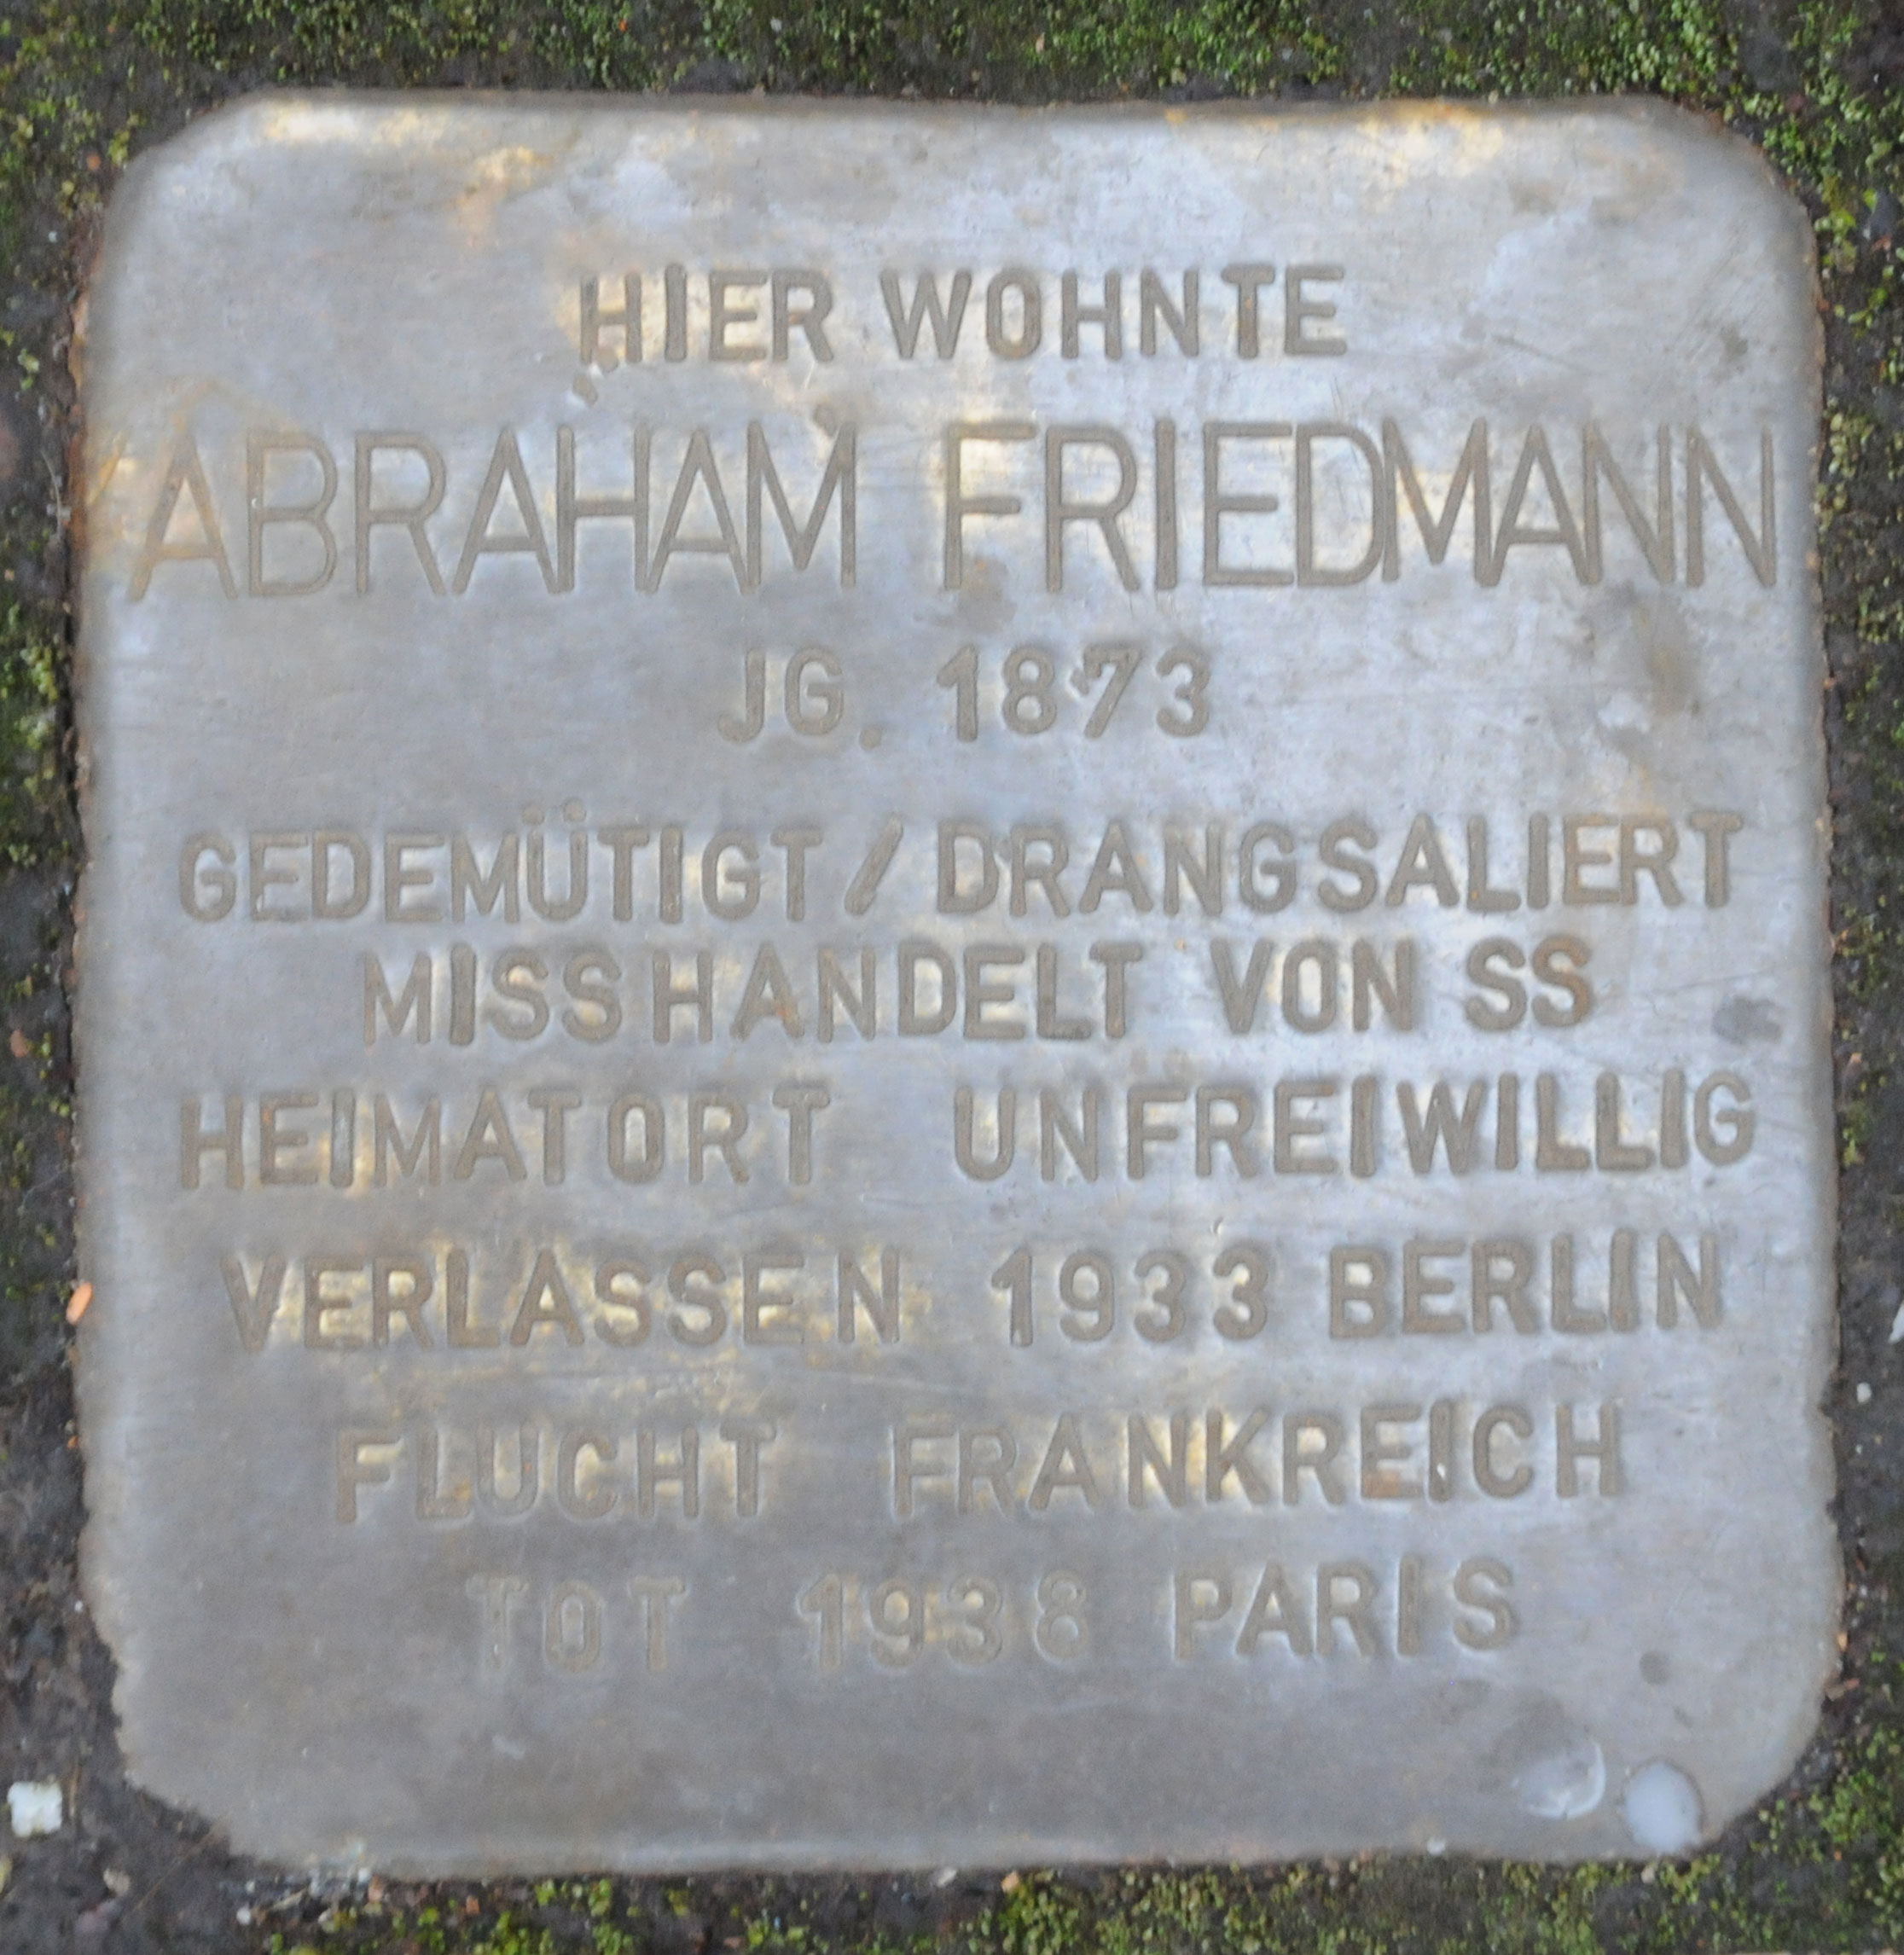 HIER WOHNTE
ABRAHAM FRIEDMANN
JG. 1873
GEDEMÜTIGT / DRANGSALIERT
MISSHANDELT VON SS
HEIMATORT UNFREIWILLIG
VERLASSEN 1933 BERLIN
FLUCHT FRANKREICH
TOT 1938 PARIS